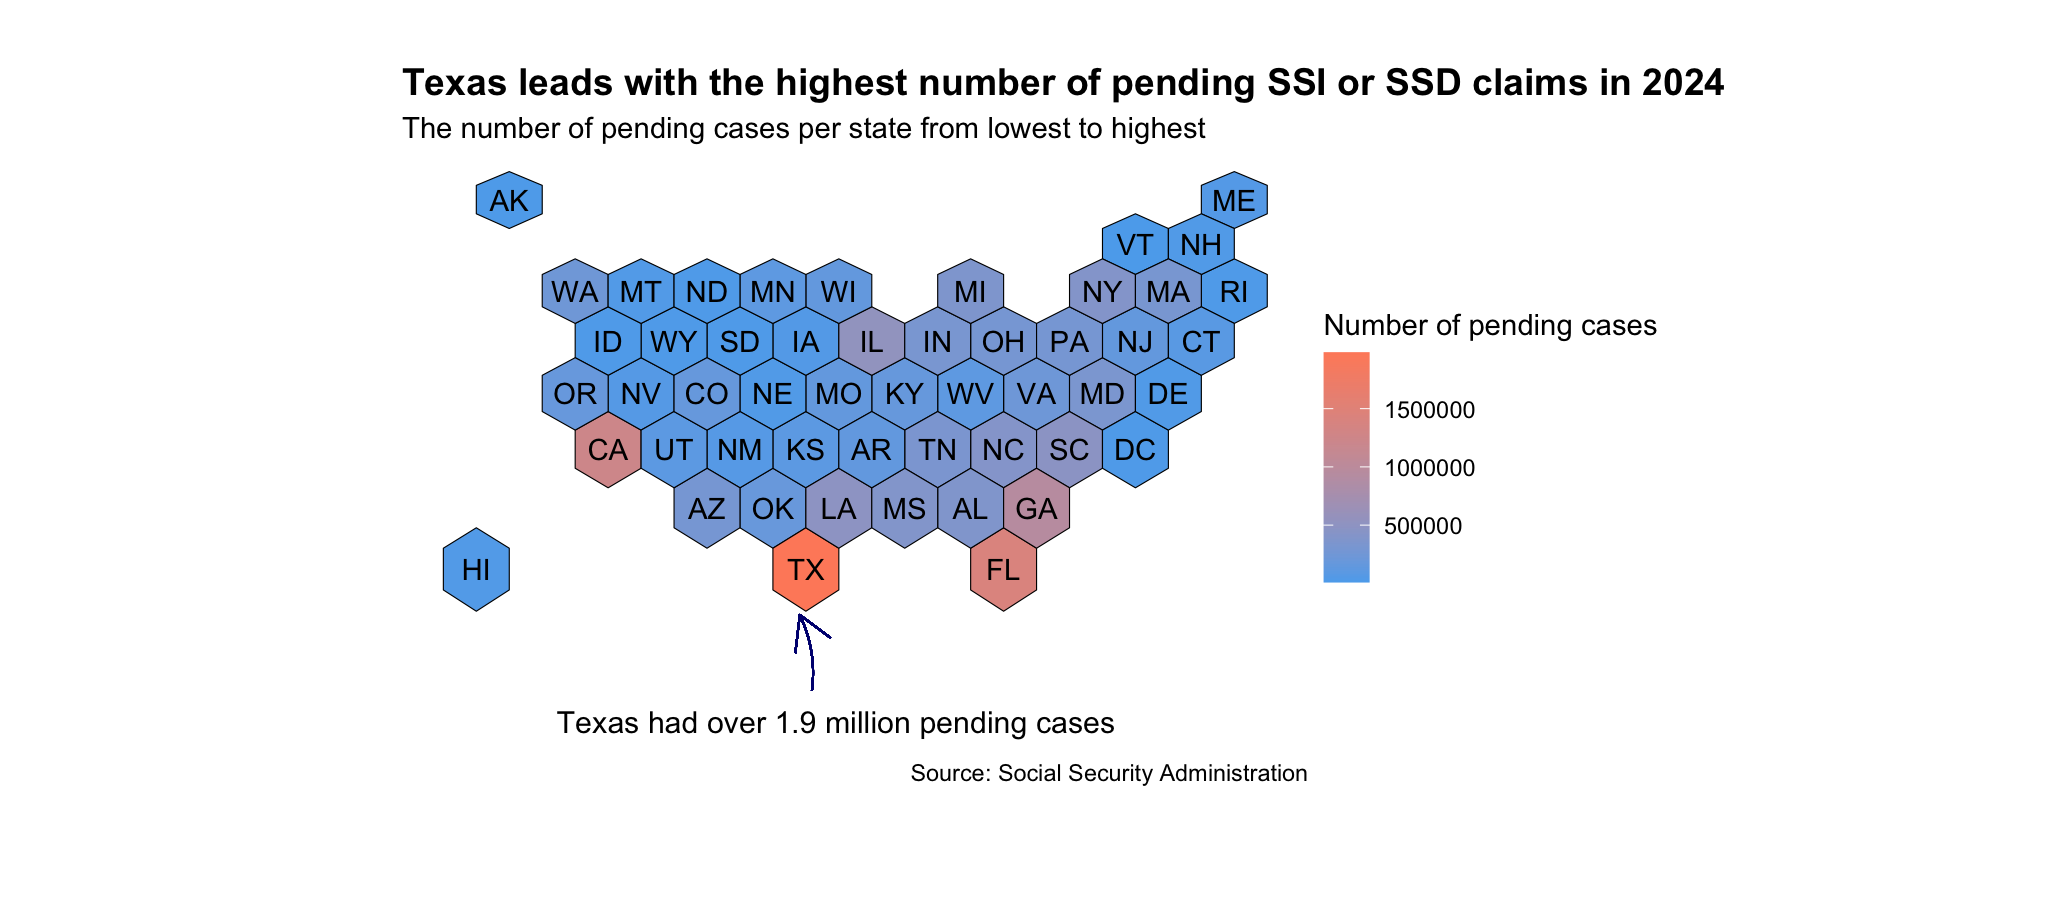 Texas leads with the highest number of pending SSI or SSD claims in 2024
The number of pending cases per state from lowest to highest
AK ME
VT NH
WA MT ND MN WI MI NY MA RI
ID WY SD IA IL IN OH PA NJ CT
OR NV CO NE MO KY WV VA MD DE
CA UT NM KS AR TN NC SC DC
AZ OK LA MS AL GA
HI TX FL
Number of pending cases
1500000
1000000
500000
Texas had over 1.9 million pending cases
Source: Social Security Administration